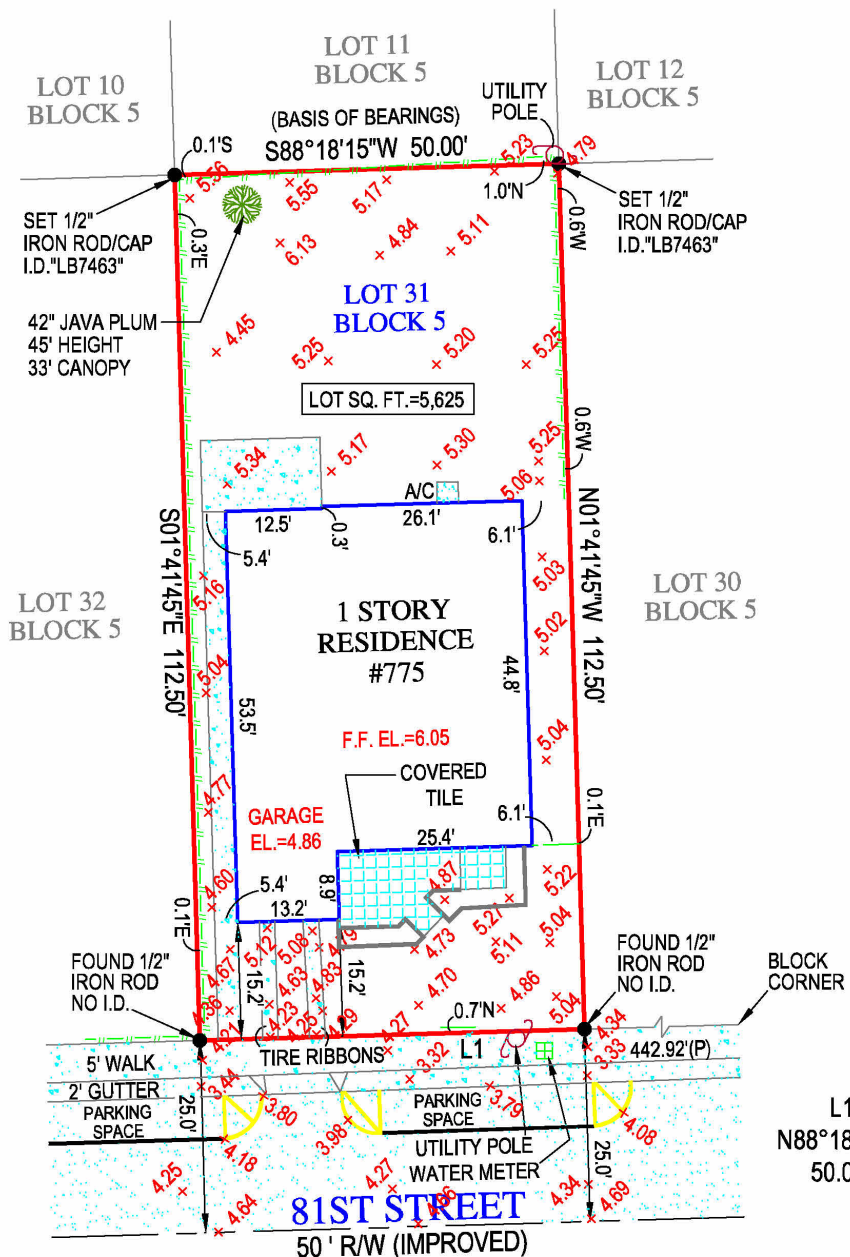 LOT 11
BLOCK 5
LOT 10
BLOCK 5
LOT 12
BLOCK 5
UTILITY
POLE
(BASIS OF BEARINGS)
S88°18'15"W 50.00'
0.1'S
5.23
4.79
1.0'N
5.56
5.55
5.17
SET 1/2"
IRON ROD/CAP
I.D."LB7463"
SET 1/2"
IRON ROD/CAP
I.D."LB7463"
0.3'E
0.6'W
6.13
4.84
5.11
LOT 31
BLOCK 5
42" JAVA PLUM
45' HEIGHT
33' CANOPY
4.45
5.25
5.20
5.25
LOT SQ. FT.=5,625
0.6'W
5.34
5.17
5.30
5.25
5.06
A/C
12.5'
0.3'
26.1'
6.1'
5.4'
S01°41'45"E 112.50'
N01°41'45"W 112.50'
5.16
5.03
LOT 32
BLOCK 5
LOT 30
BLOCK 5
1 STORY
RESIDENCE
#775
5.02
5.04
53.5'
44.8'
F.F. EL.=6.05
5.04
COVERED
TILE
4.77
GARAGE
EL.=4.86
6.1'
0.1'E
25.4'
4.60
5.4'
8.9'
4.87
5.22
13.2'
5.27
0.1'E
5.12
5.08
4.79
4.73
5.11
5.04
FOUND 1/2"
IRON ROD
NO I.D.
FOUND 1/2"
IRON ROD
NO I.D.
BLOCK
CORNER
4.67
15.2'
4.63
4.83
15.2'
4.70
4.86
5.04
4.36
4.23
4.25
4.29
4.27
0.7'N
4.34
4.21
5' WALK
TIRE RIBBONS
L1
3.32
3.33
442.92'(P)
3.44
2' GUTTER
3.80
3.79
PARKING
SPACE
PARKING
SPACE
25.0'
25.0'
3.98
4.08
4.18
UTILITY POLE
WATER METER
L1
N88°18
50.0
4.25
4.64
4.27
4.66
4.34
4.69
81ST STREET
50 ' R/W (IMPROVED)